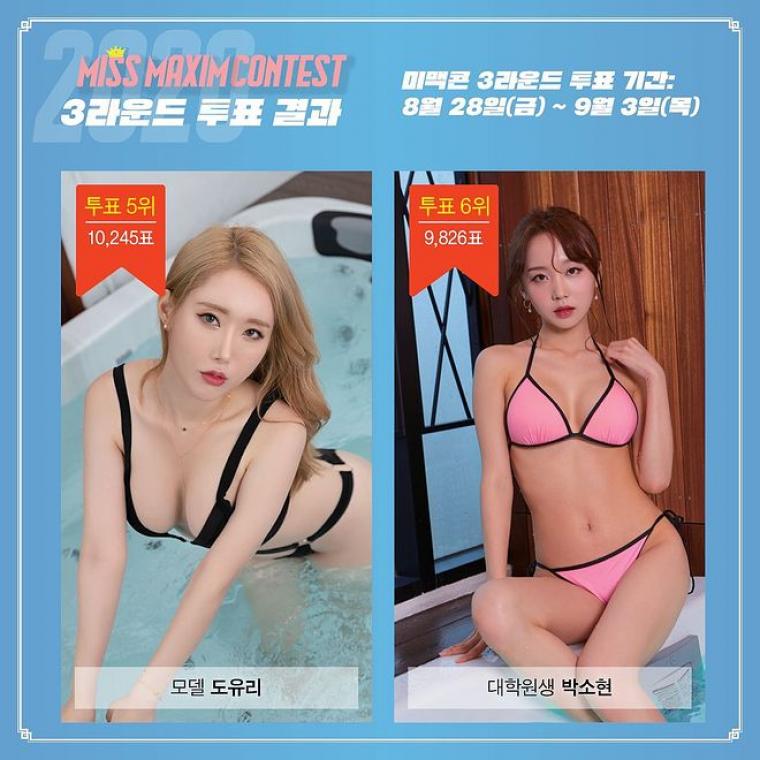 2020
MISS MAXIM CONTEST
3라운드 투표 결과
미맥콘 3라운드 투표 기간:
8월 28일(금) ~ 9월 3일(목)
투표 5위
10,245표
투표 6위
9,826표
모델 도유리
대학원생 박소현